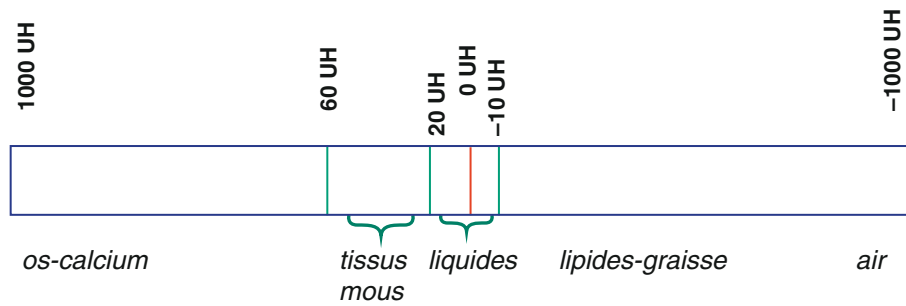 1000 UH
60 UH
20 UH
0 UH
–10 UH
–1000 UH
os-calcium
tissus
mous
liquides
lipides-graisse
air